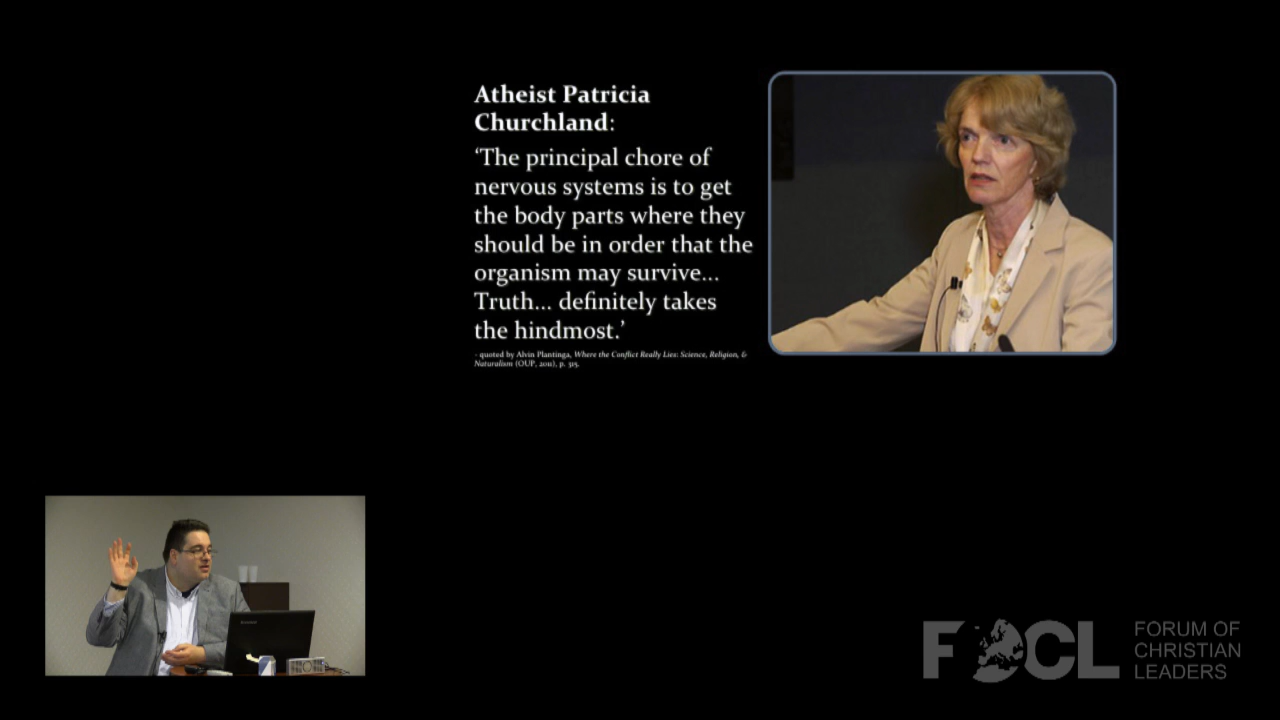 Atheist Patricia
Churchland:
‘The principal chore of
nervous systems is to get
the body parts where they
should be in order that the
organism may survive...
Truth... definitely takes
the hindmost.’
- quoted by Alvin Plantinga, Where the Conflict Really Lies: Science, Religion, &
Naturalism (OUP, 2011), p. 315.
lenovo
FOCL
FORUM OF
CHRISTIAN
LEADERS